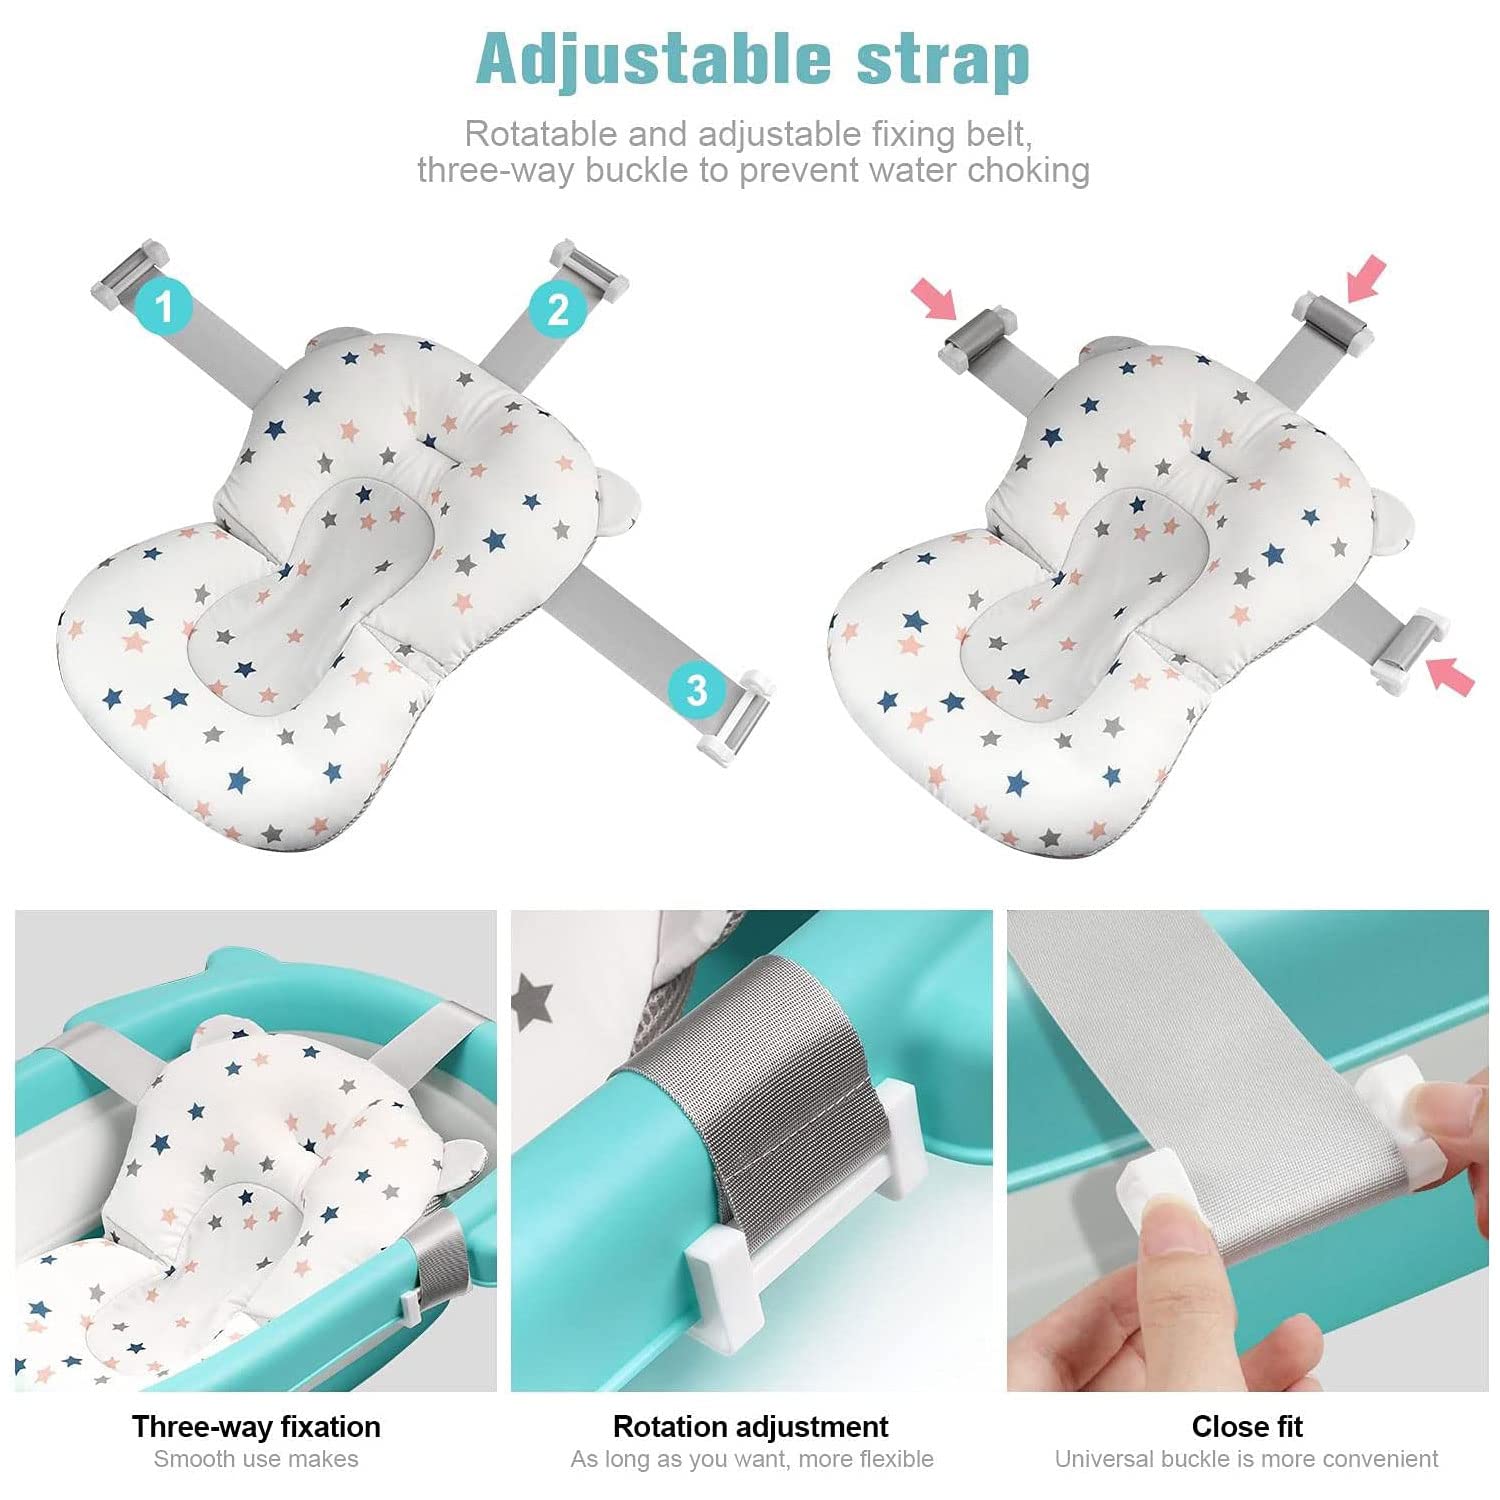 Adjustable strap
Rotatable and adjustable fixing belt,
three-way buckle to prevent water choking
1
2
3
Three-way fixation
Smooth use makes
Rotation adjustment
As long as you want, more flexible
Close fit
Universal buckle is more convenient